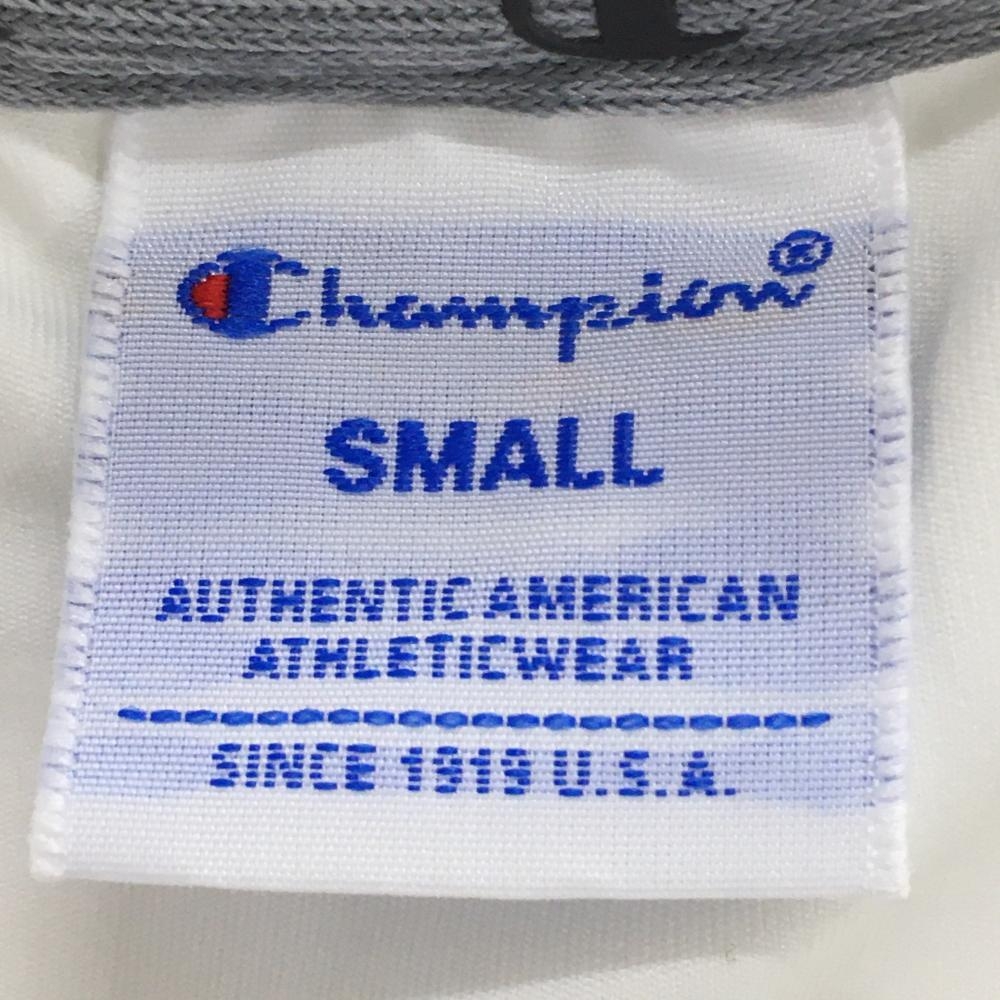 Champion®
SMALL
AUTHENTIC AMERICAN
ATHLETICWEAR
SINCE 1919 U.S.A.